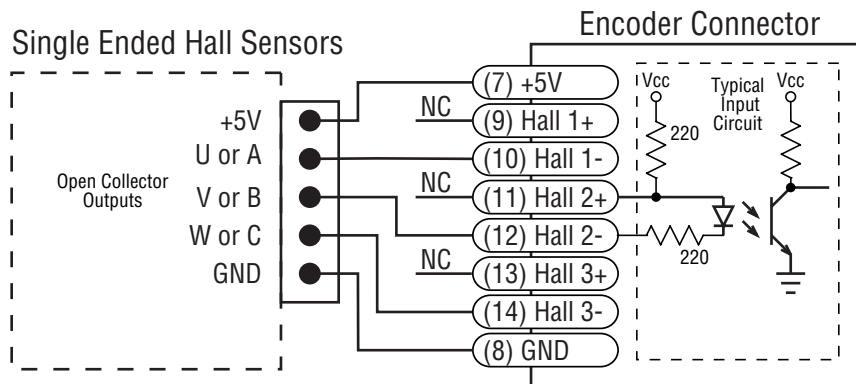 Encoder Connector
Single Ended Hall Sensors
Open Collector
Outputs
+5V
U or A
V or B
W or C
GND
(7) +5V
NC
(9) Hall 1+
(10) Hall 1-
NC
(11) Hall 2+
(12) Hall 2-
NC
(13) Hall 3+
(14) Hall 3-
(8) GND
Vcc
Typical
Input
Circuit
Vcc
220
220